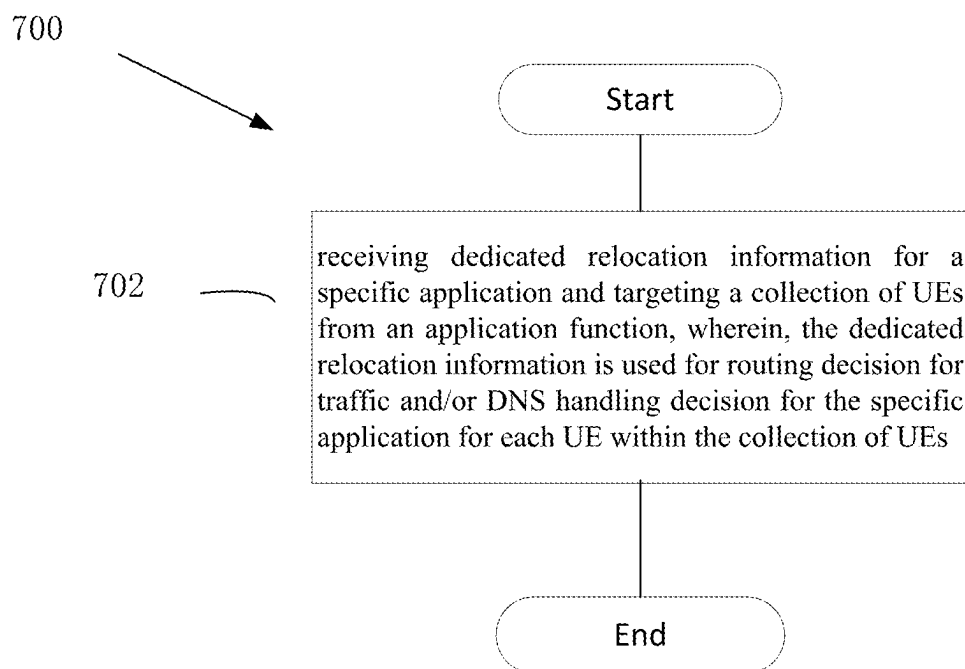 700
Start
702
receiving dedicated relocation information for a
specific application and targeting a collection of UEs
from an application function, wherein, the dedicated
relocation information is used for routing decision for
traffic and/or DNS handling decision for the specific
application for each UE within the collection of UEs
End